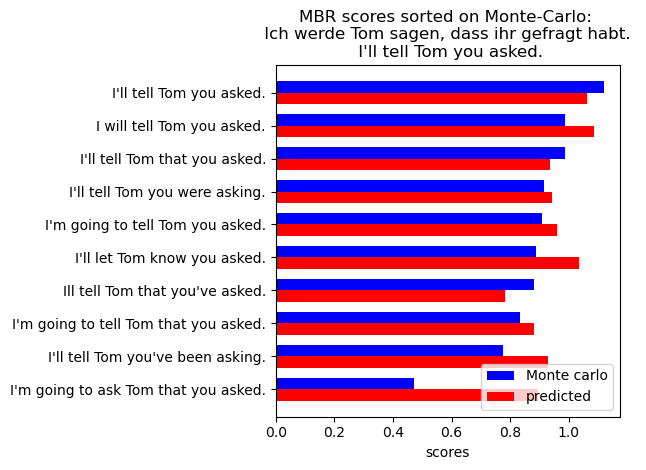 MBR scores sorted on Monte-Carlo:
Ich werde Tom sagen, dass ihr gefragt habt.
I'll tell Tom you asked.
I'll tell Tom you asked.
I will tell Tom you asked.
I'll tell Tom that you asked.
I'll tell Tom you were asking.
I'm going to tell Tom you asked.
I'll let Tom know you asked.
Ill tell Tom that you've asked.
I'm going to tell Tom that you asked.
I'll tell Tom you've been asking.
I'm going to ask Tom that you asked.
Monte carlo
predicted
0.0 0.2 0.4 0.6 0.8 1.0
scores